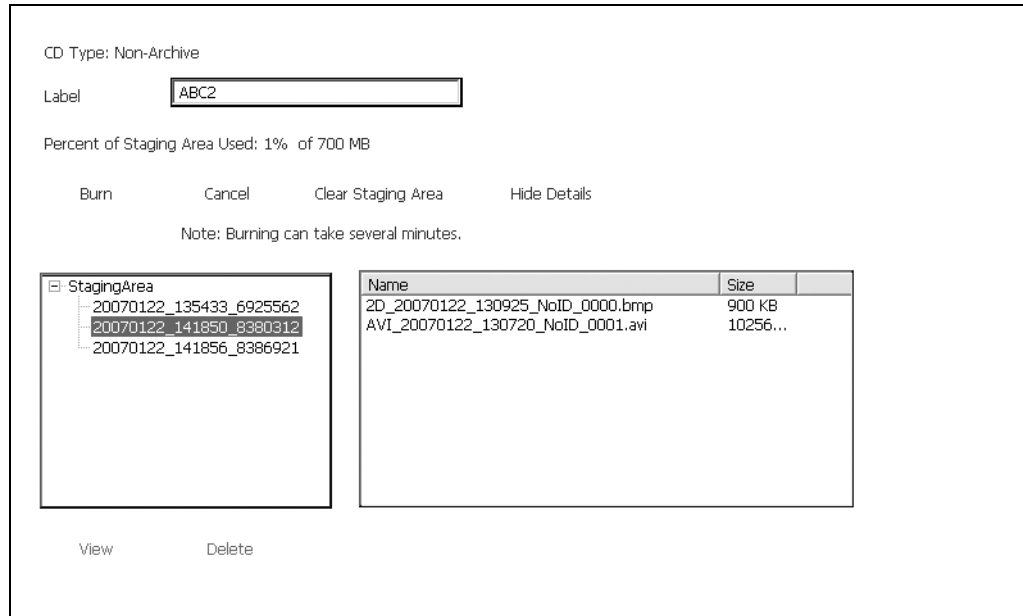 CD Type: Non-Archive
Label ABC2
Percent of Staging Area Used: 1% of 700 MB
Burn Cancel Clear Staging Area Hide Details
Note: Burning can take several minutes.
StagingArea
20070122_135433_6925562
20070122_141850_8380312
20070122_141856_8386921
Name Size
2D_20070122_130925_NoID_0000.bmp 900 KB
AVI_20070122_130720_NoID_0001.avi 10256...
View Delete